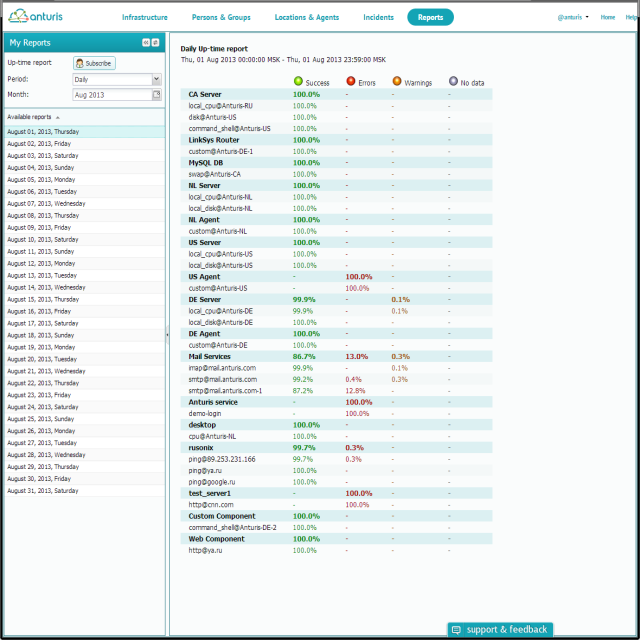 anturis
Infrastructure Persons & Groups Locations & Agents Incidents Reports @anturis Home Help
My Reports
Up-time report Subscribe
Period: Daily
Month: Aug 2013
Available reports
August 01, 2013, Thursday
August 02, 2013, Friday
August 03, 2013, Saturday
August 04, 2013, Sunday
August 05, 2013, Monday
August 06, 2013, Tuesday
August 07, 2013, Wednesday
August 08, 2013, Thursday
August 09, 2013, Friday
August 10, 2013, Saturday
August 11, 2013, Sunday
August 12, 2013, Monday
August 13, 2013, Tuesday
August 14, 2013, Wednesday
August 15, 2013, Thursday
August 16, 2013, Friday
August 17, 2013, Saturday
August 18, 2013, Sunday
August 19, 2013, Monday
August 20, 2013, Tuesday
August 21, 2013, Wednesday
August 22, 2013, Thursday
August 23, 2013, Friday
August 24, 2013, Saturday
August 25, 2013, Sunday
August 26, 2013, Monday
August 27, 2013, Tuesday
August 28, 2013, Wednesday
August 29, 2013, Thursday
August 30, 2013, Friday
August 31, 2013, Saturday
Daily Up-time report
Thu, 01 Aug 2013 00:00:00 MSK - Thu, 01 Aug 2013 23:59:00 MSK
Success Errors Warnings No data
CA Server 100.0% - - -
local_cpu@Anturis-RU 100.0% - - -
disk@Anturis-US 100.0% - - -
command_shell@Anturis-US 100.0% - - -
LinkSys Router 100.0% - - -
custom@Anturis-DE-1 100.0% - - -
MySQL DB 100.0% - - -
swap@Anturis-CA 100.0% - - -
NL Server 100.0% - - -
local_cpu@Anturis-NL 100.0% - - -
local_disk@Anturis-NL 100.0% - - -
NL Agent 100.0% - - -
custom@Anturis-NL 100.0% - - -
US Server 100.0% - - -
local_cpu@Anturis-US 100.0% - - -
local_disk@Anturis-US 100.0% - - -
US Agent - 100.0% - -
custom@Anturis-US - 100.0% - -
DE Server 99.9% - 0.1% -
local_cpu@Anturis-DE 99.9% - 0.1% -
local_disk@Anturis-DE 100.0% - - -
DE Agent 100.0% - - -
custom@Anturis-DE 100.0% - - -
Mail Services 86.7% 13.0% 0.3% -
imap@mail.anturis.com 99.9% - 0.1% -
smtp@mail.anturis.com 99.2% 0.4% 0.3% -
smtp@mail.anturis.com-1 87.2% 12.8% - -
Anturis service - 100.0% - -
demo-login - 100.0% - -
desktop 100.0% - - -
cpu@Anturis-NL 100.0% - - -
rusonix 99.7% 0.3% - -
ping@89.253.231.166 99.7% 0.3% - -
ping@ya.ru 100.0% - - -
ping@google.ru 100.0% - - -
test_server1 - 100.0% - -
http@cnn.com - 100.0% - -
Custom Component 100.0% - - -
command_shell@Anturis-DE-2 100.0% - - -
Web Component 100.0% - - -
http@ya.ru 100.0% - - -
support & feedback